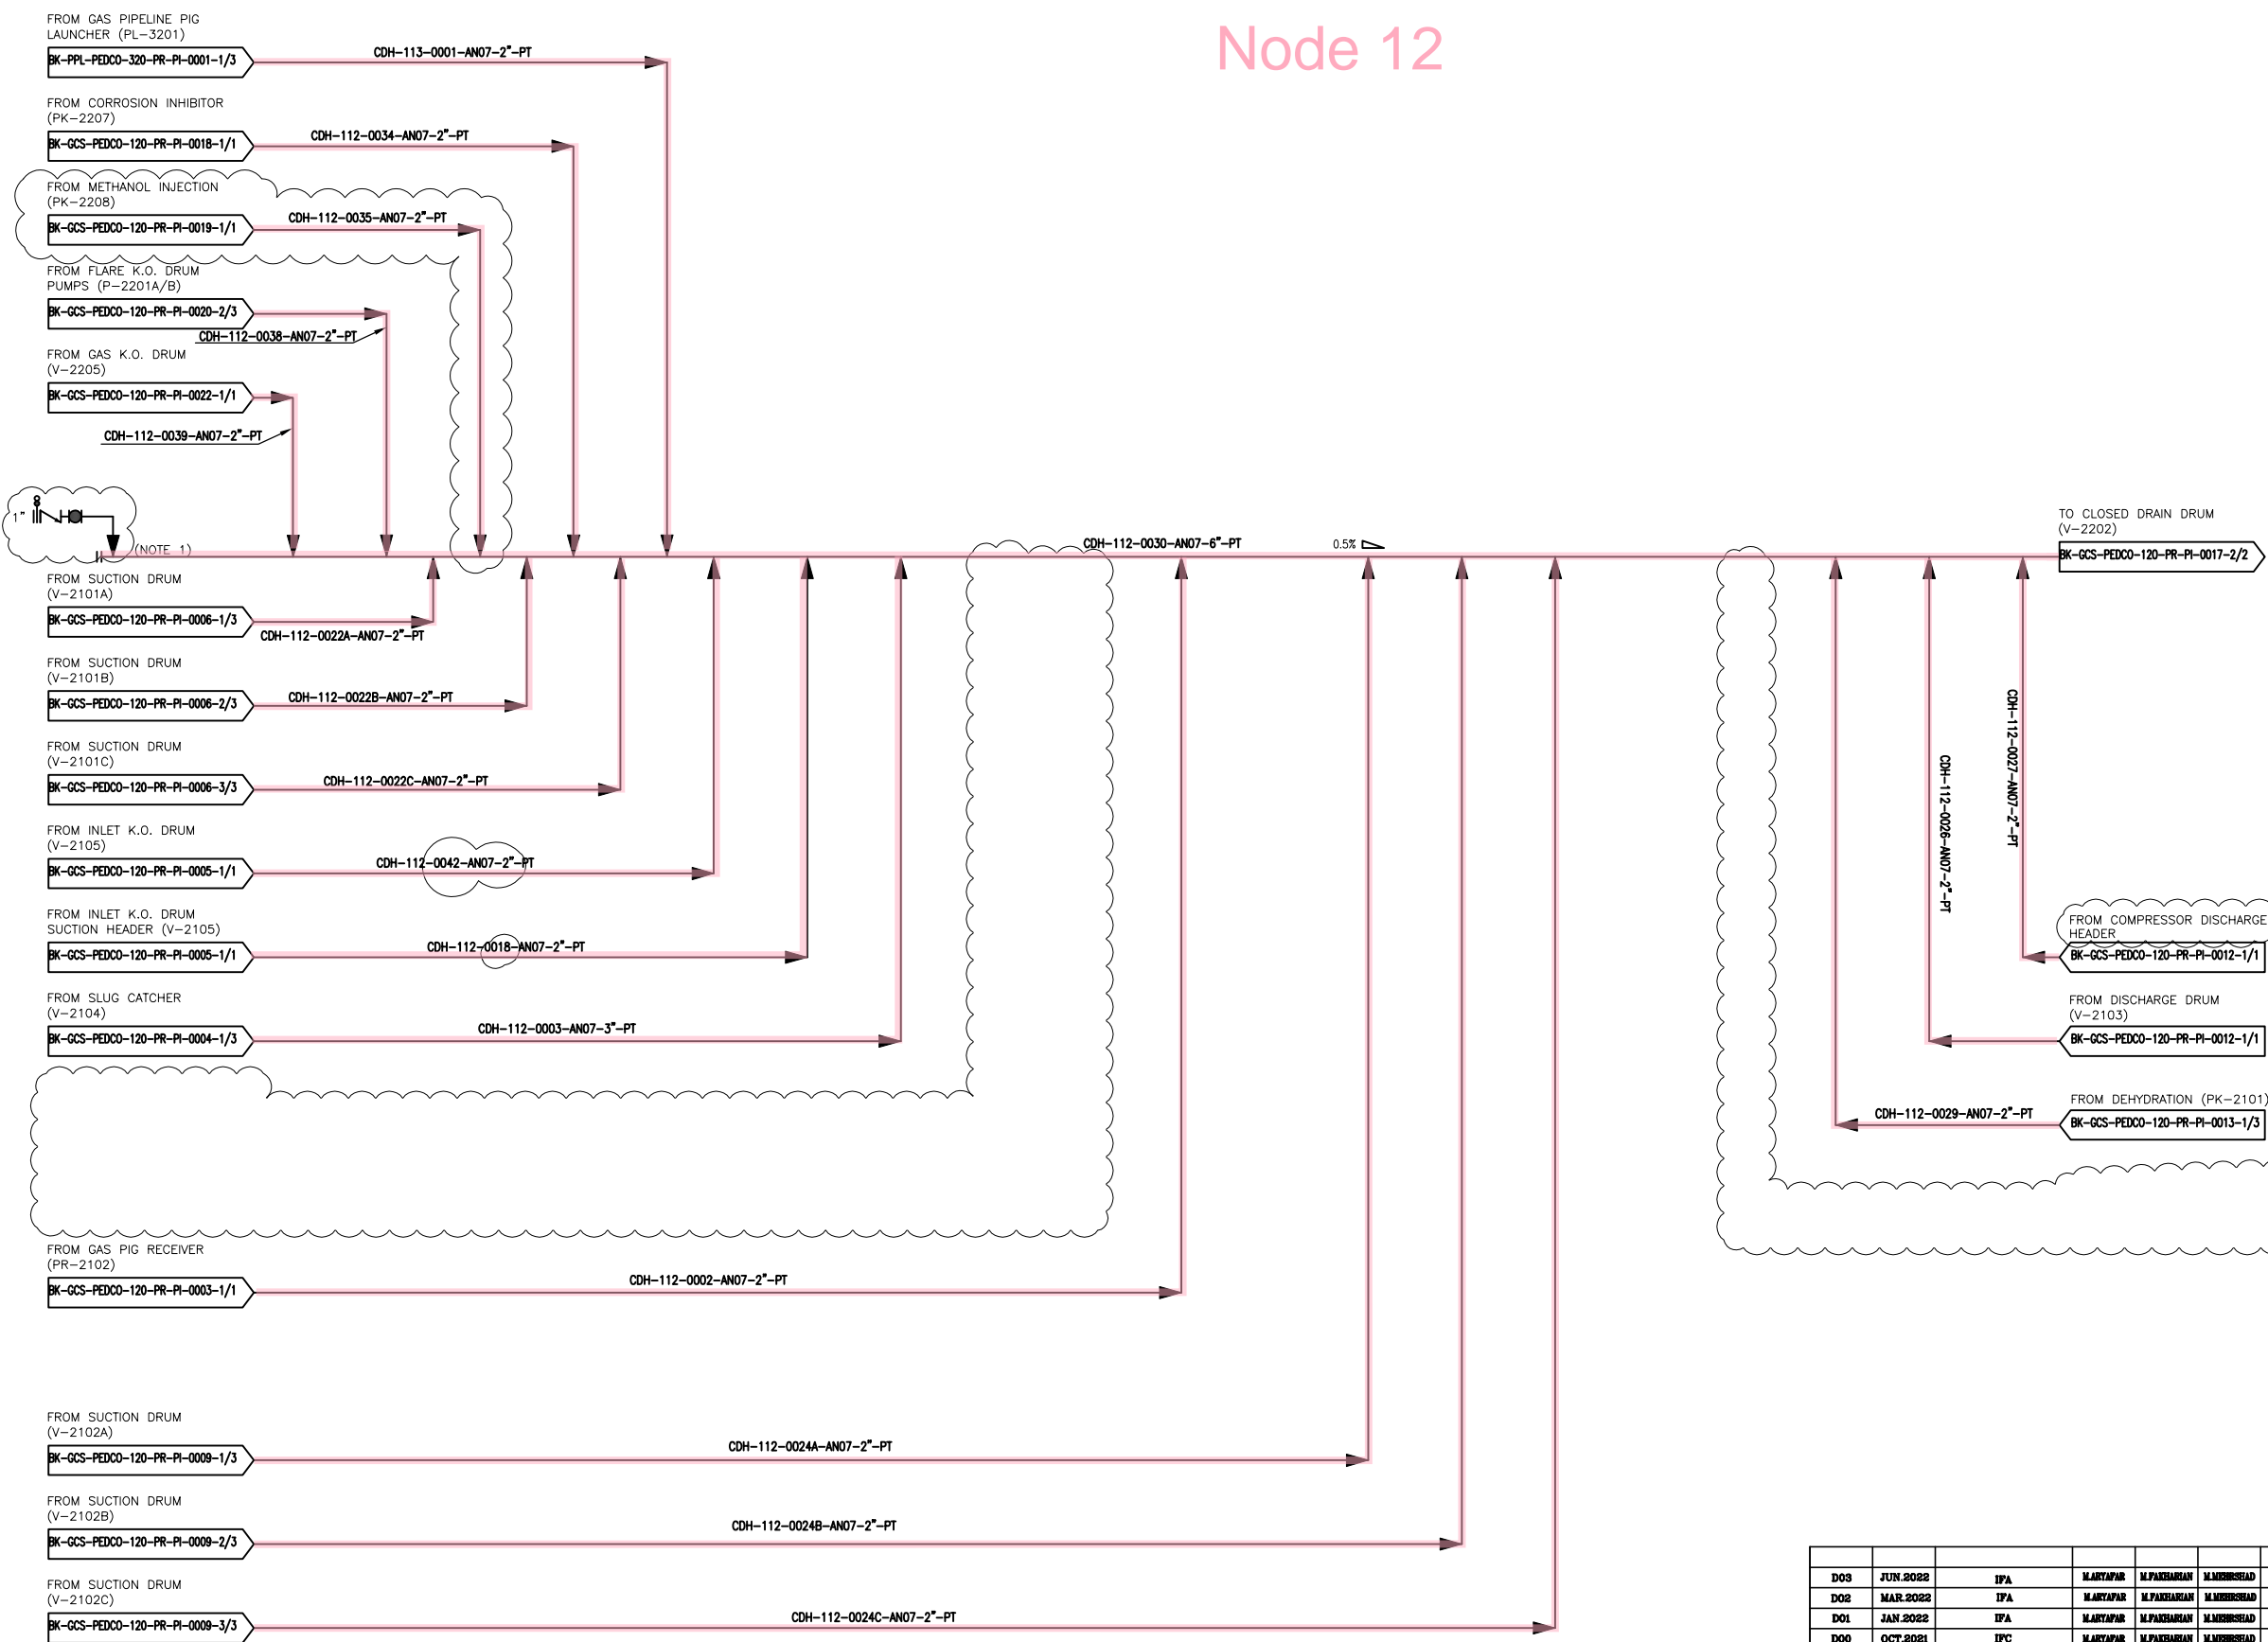 Node 12
FROM GAS PIPELINE PIG
LAUNCHER (PL-3201)
BK-PPL-PEDCO-320-PR-PI-0001-1/3
CDH-113-0001-AN07-2"-PT
FROM CORROSION INHIBITOR
(PK-2207)
BK-GCS-PEDCO-120-PR-PI-0018-1/1
CDH-112-0034-AN07-2"-PT
FROM METHANOL INJECTION
(PK-2208)
BK-GCS-PEDCO-120-PR-PI-0019-1/1
CDH-112-0035-AN07-2"-PT
FROM FLARE K.O. DRUM
PUMPS (P-2201A/B)
BK-GCS-PEDCO-120-PR-PI-0020-2/3
CDH-112-0038-AN07-2"-PT
FROM GAS K.O. DRUM
(V-2205)
BK-GCS-PEDCO-120-PR-PI-0022-1/1
CDH-112-0039-AN07-2"-PT
1"
(NOTE 1)
CDH-112-0030-AN07-6"-PT
0.5%
TO CLOSED DRAIN DRUM
(V-2202)
BK-GCS-PEDCO-120-PR-PI-0017-2/2
FROM SUCTION DRUM
(V-2101A)
BK-GCS-PEDCO-120-PR-PI-0006-1/3
CDH-112-0022A-AN07-2"-PT
FROM SUCTION DRUM
(V-2101B)
BK-GCS-PEDCO-120-PR-PI-0006-2/3
CDH-112-0022B-AN07-2"-PT
FROM SUCTION DRUM
(V-2101C)
BK-GCS-PEDCO-120-PR-PI-0006-3/3
CDH-112-0022C-AN07-2"-PT
FROM INLET K.O. DRUM
(V-2105)
BK-GCS-PEDCO-120-PR-PI-0005-1/1
CDH-112-0042-AN07-2"-PT
FROM INLET K.O. DRUM
SUCTION HEADER (V-2105)
BK-GCS-PEDCO-120-PR-PI-0005-1/1
CDH-112-0018-AN07-2"-PT
FROM SLUG CATCHER
(V-2104)
BK-GCS-PEDCO-120-PR-PI-0004-1/3
CDH-112-0003-AN07-3"-PT
CDH-112-0027-AN07-2"-PT
CDH-112-0026-AN07-2"-PT
FROM COMPRESSOR DISCHARGE
HEADER
BK-GCS-PEDCO-120-PR-PI-0012-1/1
FROM DISCHARGE DRUM
(V-2103)
BK-GCS-PEDCO-120-PR-PI-0012-1/1
FROM DEHYDRATION (PK-2101)
CDH-112-0029-AN07-2"-PT
BK-GCS-PEDCO-120-PR-PI-0013-1/3
FROM GAS PIG RECEIVER
(PR-2102)
BK-GCS-PEDCO-120-PR-PI-0003-1/1
CDH-112-0002-AN07-2"-PT
FROM SUCTION DRUM
(V-2102A)
BK-GCS-PEDCO-120-PR-PI-0009-1/3
CDH-112-0024A-AN07-2"-PT
FROM SUCTION DRUM
(V-2102B)
BK-GCS-PEDCO-120-PR-PI-0009-2/3
CDH-112-0024B-AN07-2"-PT
FROM SUCTION DRUM
(V-2102C)
BK-GCS-PEDCO-120-PR-PI-0009-3/3
CDH-112-0024C-AN07-2"-PT
D03 JUN.2022 IFA M.ARYAFAR M.FAKHARIAN M.MEHRSHAD
D02 MAR.2022 IFA M.ARYAFAR M.FAKHARIAN M.MEHRSHAD
D01 JAN.2022 IFA M.ARYAFAR M.FAKHARIAN M.MEHRSHAD
D00 OCT.2021 IFC M.ARYAFAR M.FAKHARIAN M.MEHRSHAD